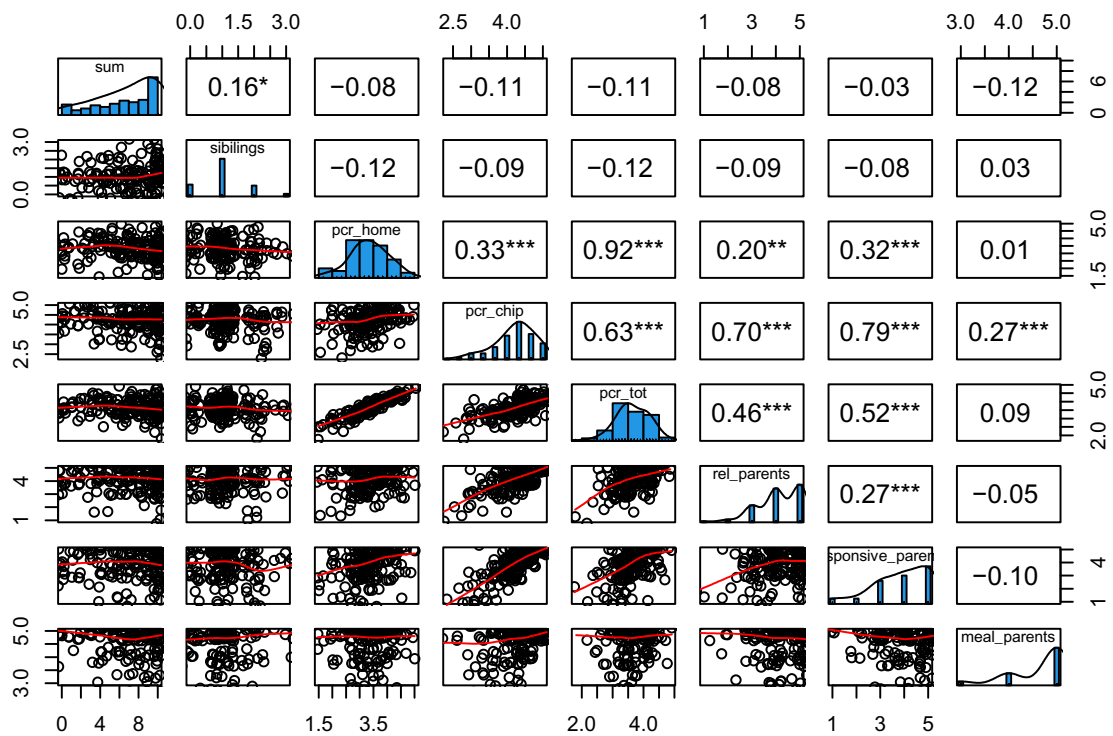 0.0 1.5 3.0 2.5 4.0 1 3 5 3.0 4.0 5.0
sum 0.16* −0.08 −0.11 −0.11 −0.08 −0.03 −0.12 0 6
0.0 3.0 sibilings −0.12 −0.09 −0.12 −0.09 −0.08 0.03
pcr_home 0.33*** 0.92*** 0.20** 0.32*** 0.01 1.5 5.0
2.5 5.0 pcr_chip 0.63*** 0.70*** 0.79*** 0.27***
pcr_tot 0.46*** 0.52*** 0.09 2.0 5.0
1 4 rel_parents 0.27*** −0.05
sponsive_paren −0.10 1 4
3.0 5.0 meal_parents
0 4 8 1.5 3.5 2.0 4.0 1 3 5